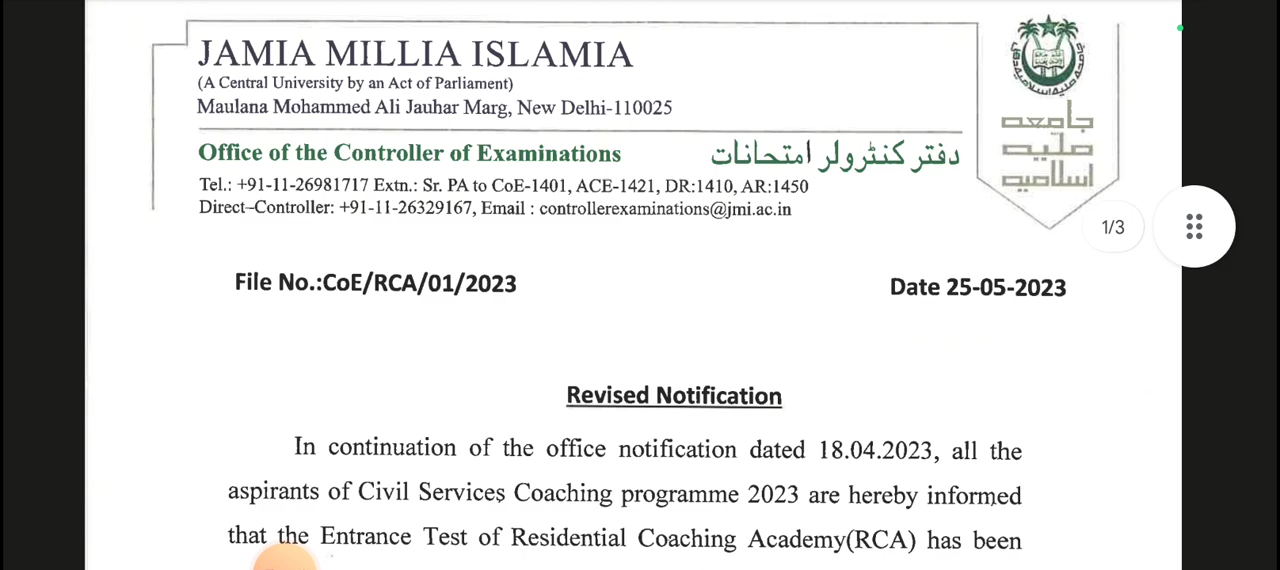 JAMIA MILLIA ISLAMIA
(A Central University by an Act of Parliament)
Maulana Mohammed Ali Jauhar Marg, New Delhi-110025
Office of the Controller of Examinations دفتر کنٹرولر امتحانات
Tel.: +91-11-26981717 Extn.: Sr. PA to CoE-1401, ACE-1421, DR:1410, AR:1450
Direct–Controller: +91-11-26329167, Email : controllerexaminations@jmi.ac.in
جامعه
مليه
اسلاميه
1/3
File No.:CoE/RCA/01/2023 Date 25-05-2023
Revised Notification
In continuation of the office notification dated 18.04.2023, all the
aspirants of Civil Services Coaching programme 2023 are hereby informed
that the Entrance Test of Residential Coaching Academy(RCA) has been